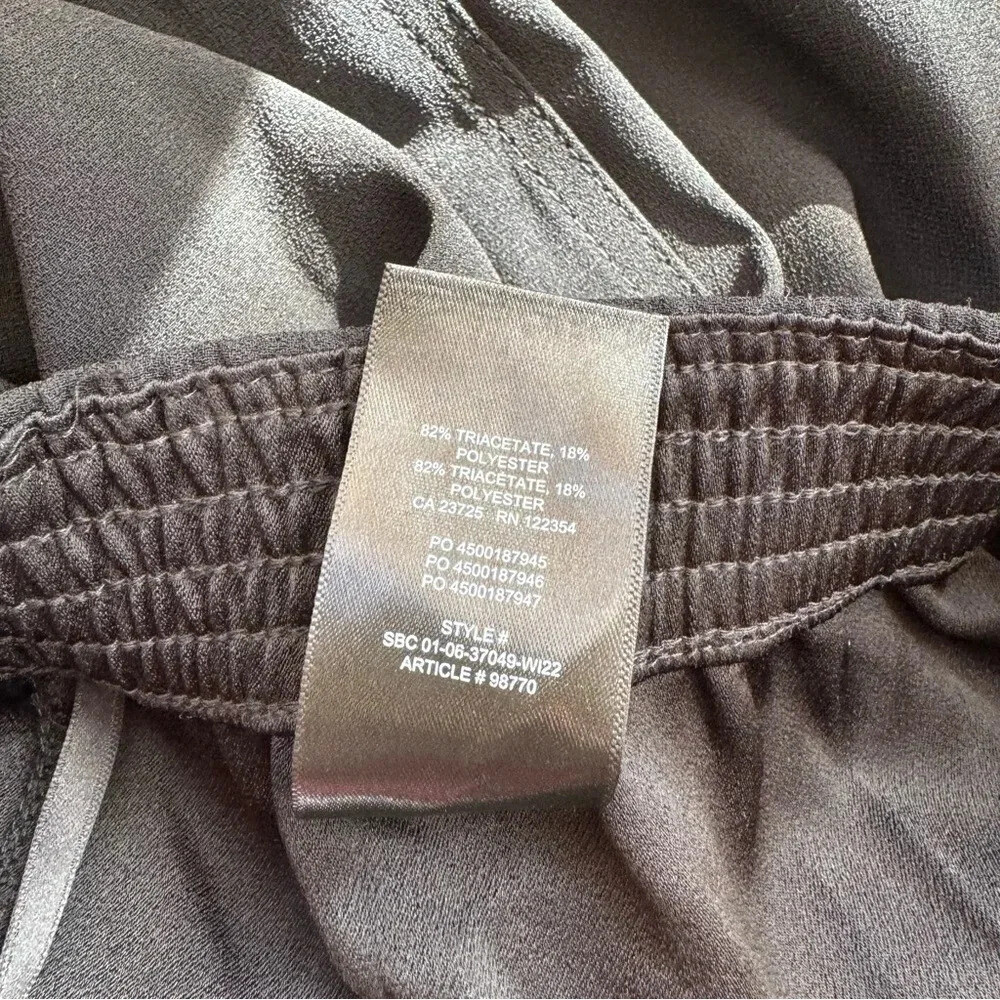 82% TRIACETATE, 18%
POLYESTER
82% TRIACETATE, 18%
POLYESTER
CA 23725 RN 122354
PO 4500187945
PO 4500187946
PO 4500187947
STYLE #
SBC 01-06-37049-WI22
ARTICLE # 98770